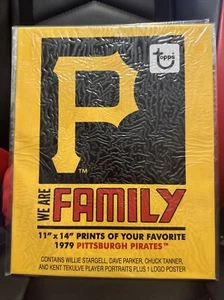 topps
P
TM
WE ARE
FAMILY
11" x 14" PRINTS OF YOUR FAVORITE
1979 PITTSBURGH PIRATES™
CONTAINS WILLIE STARGELL, DAVE PARKER, CHUCK TANNER,
AND KENT TEKULVE PLAYER PORTRAITS PLUS 1 LOGO POSTER